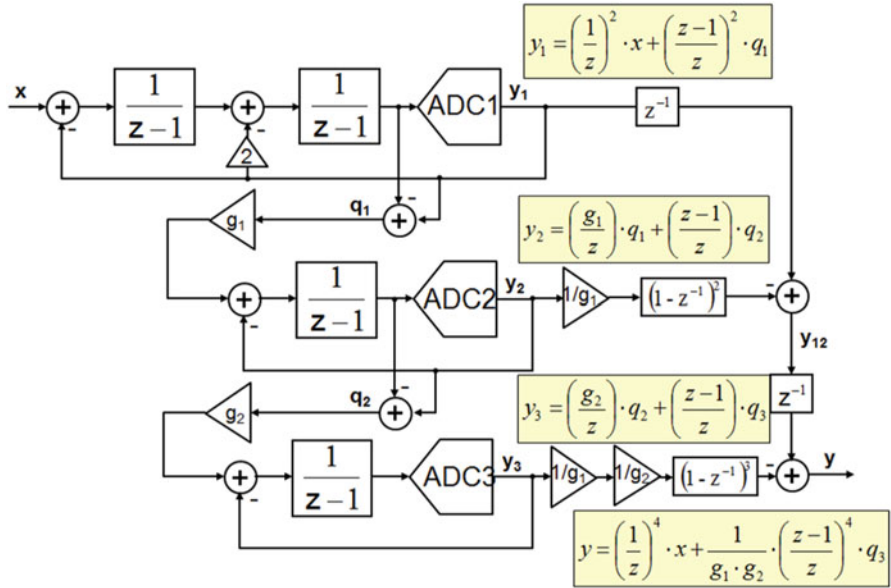 y₁ = (1/z)² · x + ((z−1)/z)² · q₁
x
+
-
1/(z−1)
+
-
2
1/(z−1)
ADC1
y₁
z⁻¹
g₁
q₁
+
-
-
y₂ = (g₁/z) · q₁ + ((z−1)/z) · q₂
+
-
1/(z−1)
ADC2
y₂
1/g₁
(1 - z⁻¹)²
-
+
y₁₂
g₂
q₂
+
-
-
y₃ = (g₂/z) · q₂ + ((z−1)/z) · q₃
z⁻¹
+
-
1/(z−1)
ADC3
y₃
1/g₁
1/g₂
(1 - z⁻¹)³
-
+
y
y = (1/z)⁴ · x + 1/(g₁ · g₂) · ((z−1)/z)⁴ · q₃